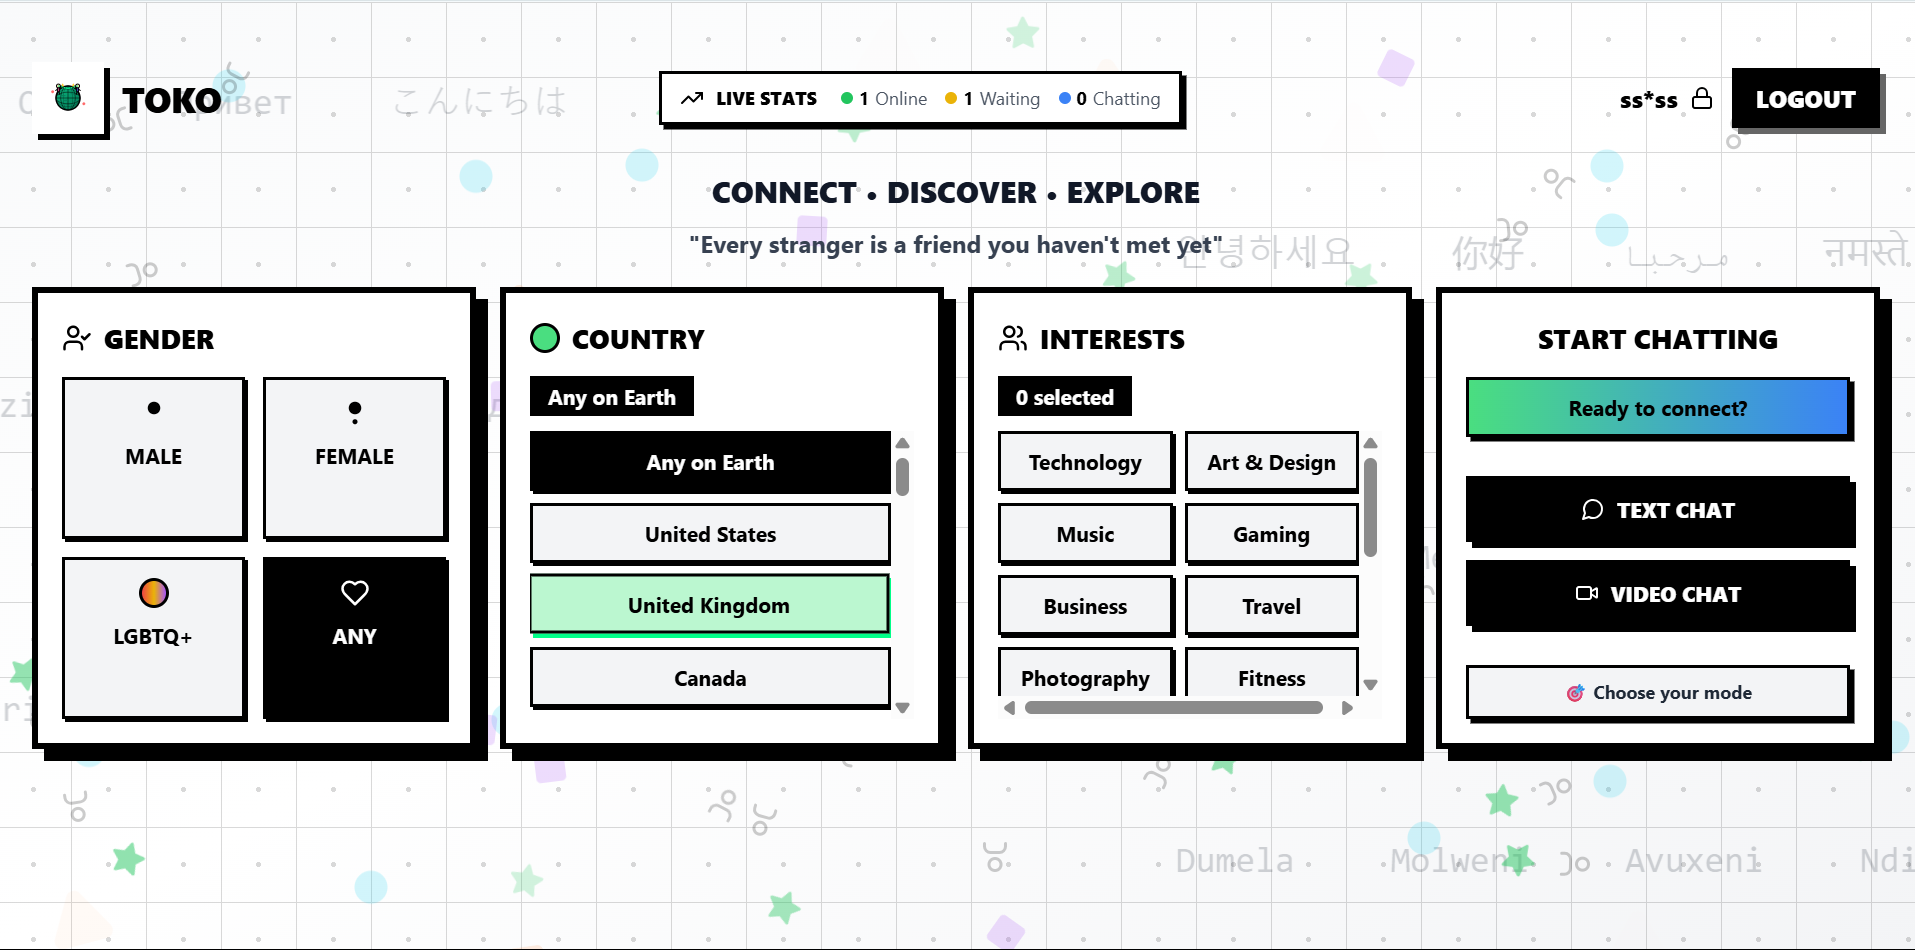 TOKO
Привет
こんにちは
LIVE STATS 1 Online 1 Waiting 0 Chatting
ss*ss
LOGOUT
CONNECT • DISCOVER • EXPLORE
"Every stranger is a friend you haven't met yet"
안녕하세요
你好
مرحبا
नमस्ते
GENDER
MALE
FEMALE
LGBTQ+
ANY
COUNTRY
Any on Earth
Any on Earth
United States
United Kingdom
Canada
INTERESTS
0 selected
Technology
Art & Design
Music
Gaming
Business
Travel
Photography
Fitness
START CHATTING
Ready to connect?
TEXT CHAT
VIDEO CHAT
🎯 Choose your mode
Dumela
Molweni
Avuxeni
Ndi